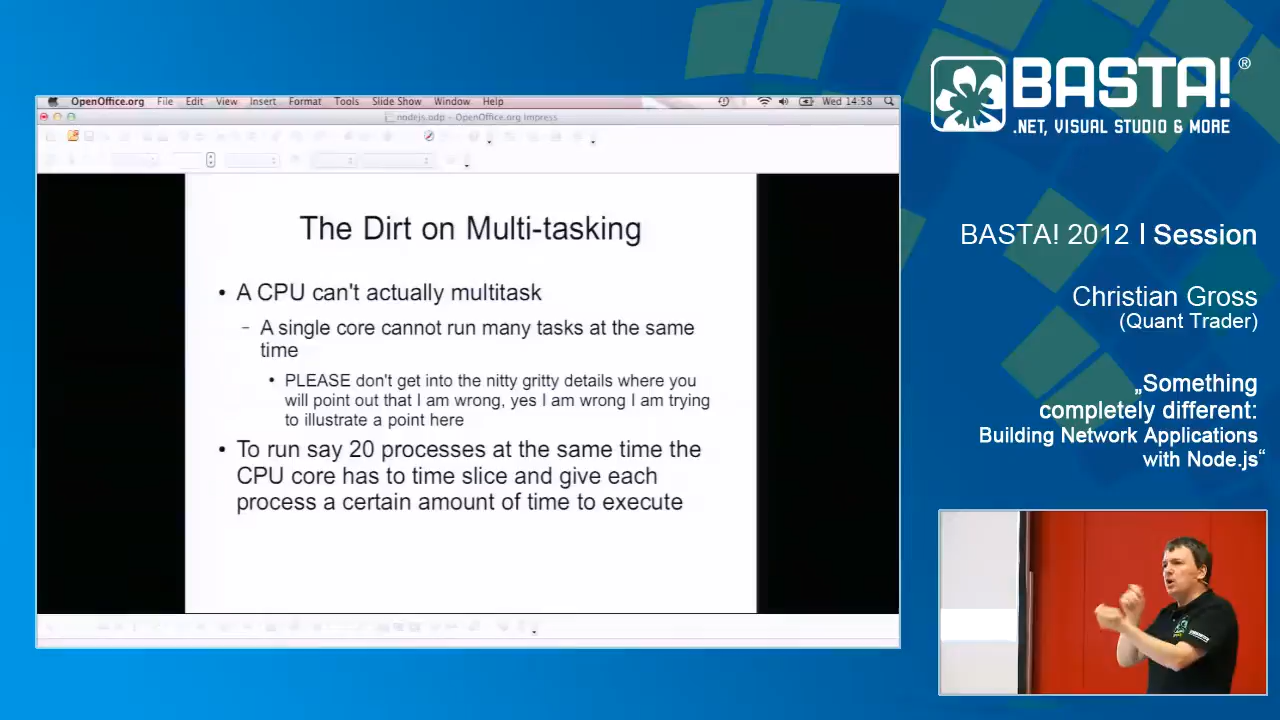 OpenOffice.org File Edit View Insert Format Tools Slide Show Window Help Wed 14:58
nodejs.odp - OpenOffice.org Impress
The Dirt on Multi-tasking
• A CPU can't actually multitask
– A single core cannot run many tasks at the same
time
• PLEASE don't get into the nitty gritty details where you
will point out that I am wrong, yes I am wrong I am trying
to illustrate a point here
• To run say 20 processes at the same time the
CPU core has to time slice and give each
process a certain amount of time to execute
BASTA!®
.NET, VISUAL STUDIO & MORE
BASTA! 2012 | Session
Christian Gross
(Quant Trader)
„Something
completely different:
Building Network Applications
with Node.js“